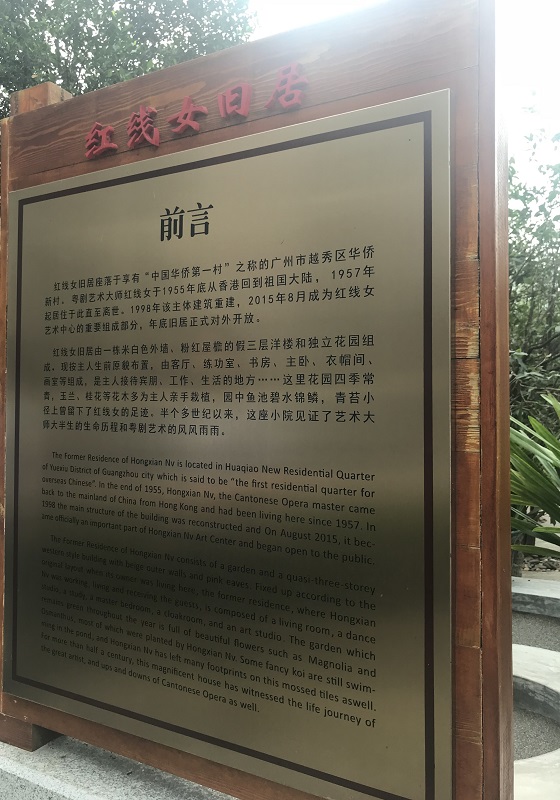 红线女旧居
前言
红线女旧居座落于享有“中国华侨第一村”之称的广州市越秀区华侨
新村。粤剧艺术大师红线女于1955年底从香港回到祖国大陆，1957年
起居住于此直至离世。1998年该主体建筑重建，2015年8月成为红线女
艺术中心的重要组成部分，年底旧居正式对外开放。
红线女旧居由一栋米白色外墙、粉红屋檐的假三层洋楼和独立花园组
成，现按主人生前原貌布置，由客厅、练功室、书房、主卧、衣帽间、
画室等组成，是主人接待宾朋、工作、生活的地方……这里花园四季常
青，玉兰、桂花等花木多为主人亲手栽植，园中鱼池碧水锦鳞，青苔小
径上曾留下了红线女的足迹。半个多世纪以来，这座小院见证了艺术大
师大半生的生命历程和粤剧艺术的风风雨雨。
The Former Residence of Hongxian Nv is located in Huaqiao New Residential Quarter
of Yuexiu District of Guangzhou city which is said to be "the first residential quarter for
overseas Chinese". In the end of 1955, Hongxian Nv, the Cantonese Opera master came
back to the mainland of China from Hong Kong and had been living here since 1957. In
1998 the main structure of the building was reconstructed and On August 2015, it bec-
ame officially an important part of Hongxian Nv Art Center and began open to the public.
The Former Residence of Hongxian Nv consists of a garden and a quasi-three-storey
western style building with beige outer walls and pink eaves. Fixed up according to the
original layout when its owner was living here, the former residence, where Hongxian
Nv was working, living and receiving the guests, is composed of a living room, a dance
studio, a study, a master bedroom, a cloakroom, and an art studio. The garden which
remains green throughout the year is full of beautiful flowers such as Magnolia and
Osmanthus, most of which were planted by Hongxian Nv. Some fancy koi are still swim-
ming in the pond, and Hongxian Nv has left many footprints on this mossed tiles aswell.
For more than half a century, this magnificent house has witnessed the life journey of
the great artist, and ups and downs of Cantonese Opera as well.